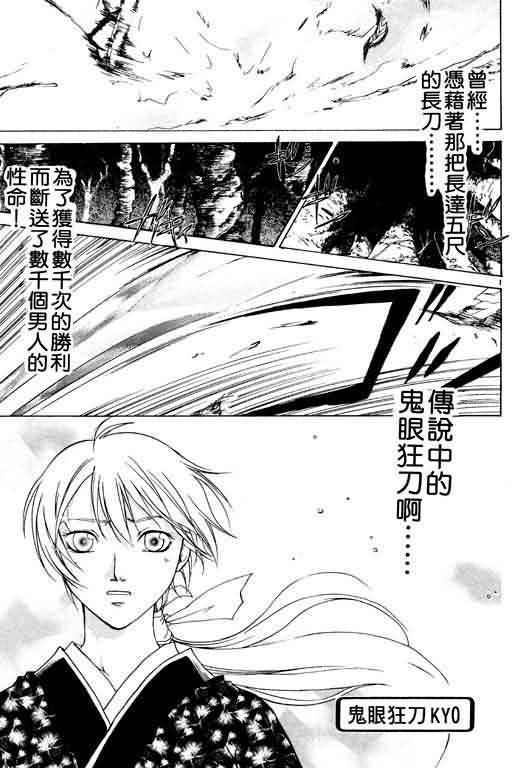 曾經……
憑藉著那把長達五尺
的長刀………
為了獲得數千次的勝利
而斷送了數千個男人的
性命！
傳說中的
鬼眼狂刀啊……
鬼眼狂刀KYO